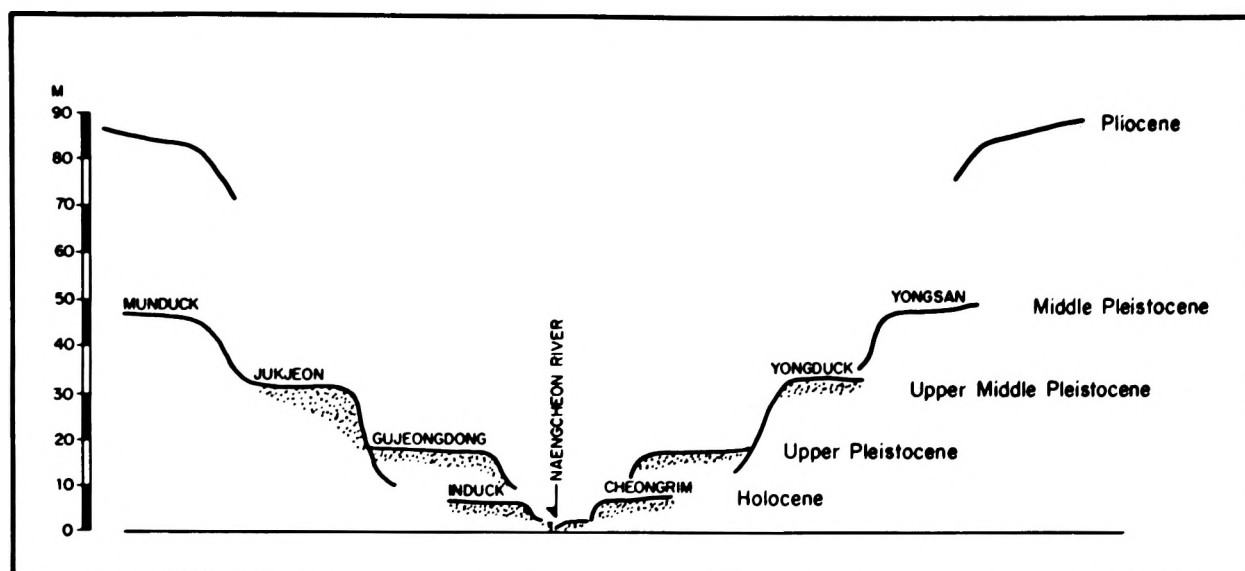 M
90
80
70
60
50
40
30
20
10
0
Pliocene
MUNDUCK
YONGSAN
Middle Pleistocene
JUKJEON
YONGDUCK
Upper Middle Pleistocene
GUJEONGDONG
Upper Pleistocene
INDUCK
NAENGCHEON RIVER
CHEONGRIM
Holocene